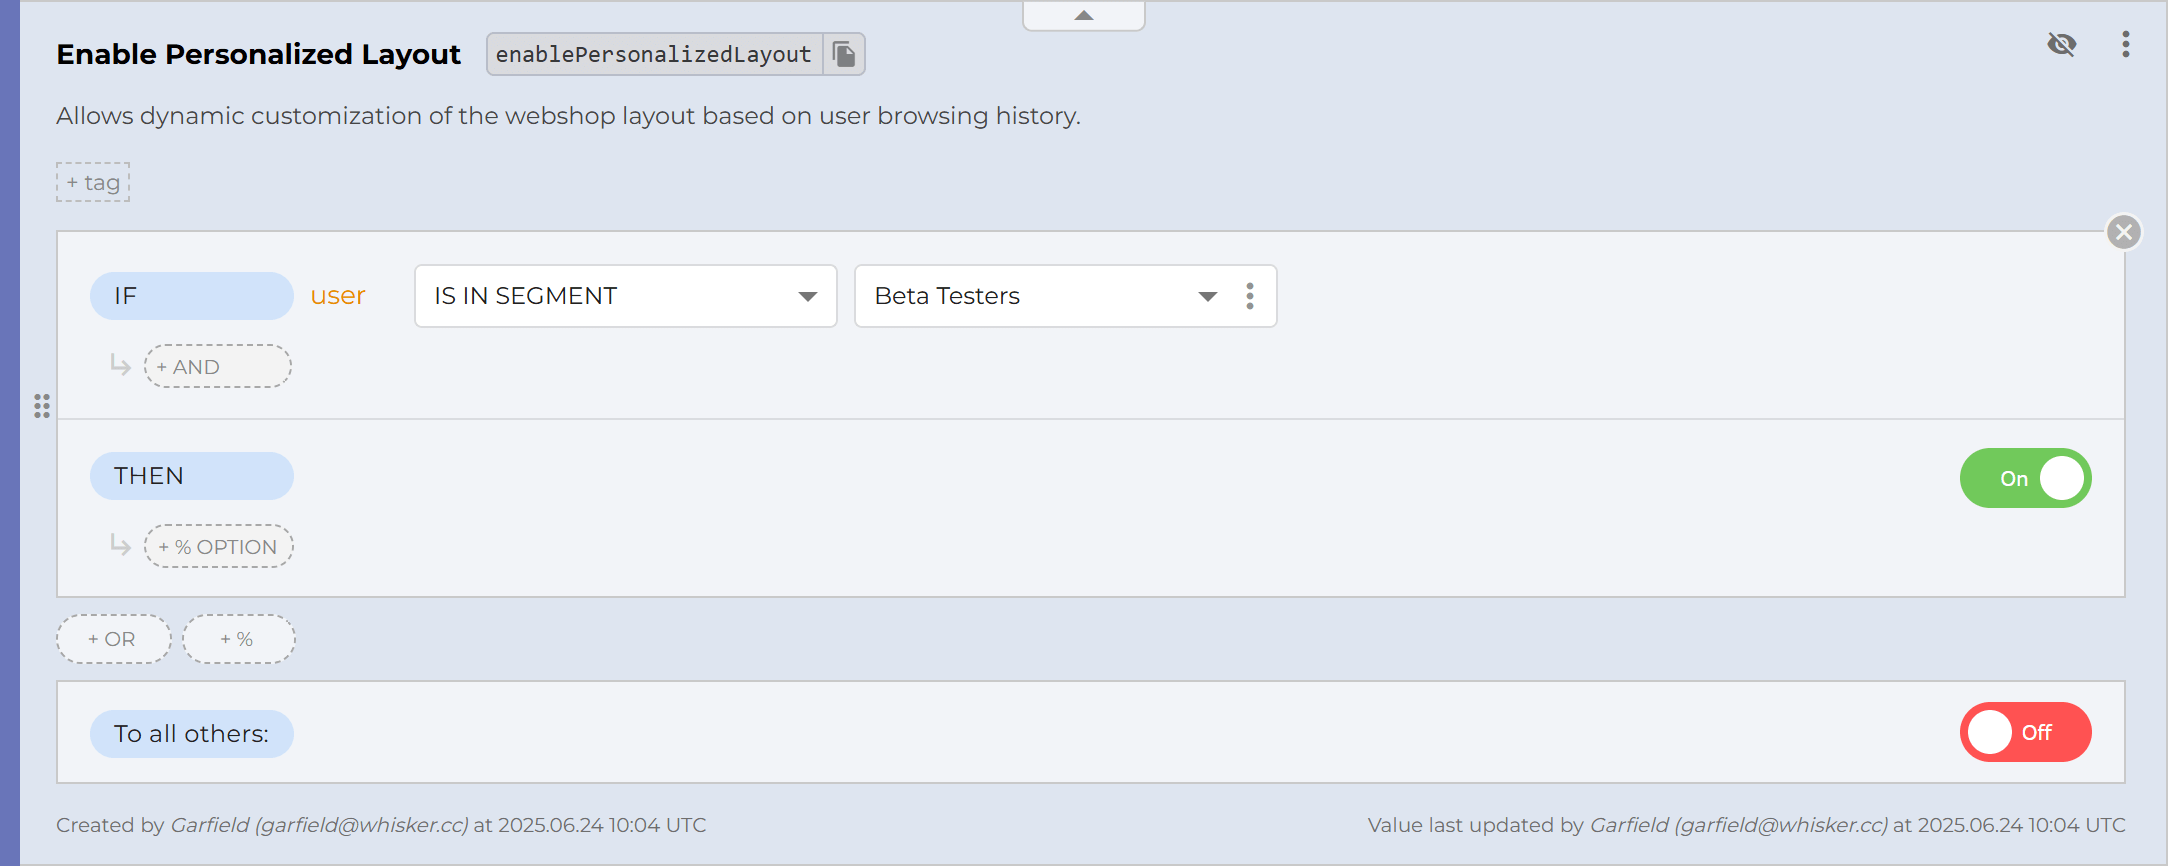 Enable Personalized Layout enablePersonalizedLayout
Allows dynamic customization of the webshop layout based on user browsing history.
+ tag
IF user IS IN SEGMENT Beta Testers
+ AND
THEN On
+ % OPTION
+ OR + %
To all others: Off
Created by Garfield (garfield@whisker.cc) at 2025.06.24 10:04 UTC Value last updated by Garfield (garfield@whisker.cc) at 2025.06.24 10:04 UTC